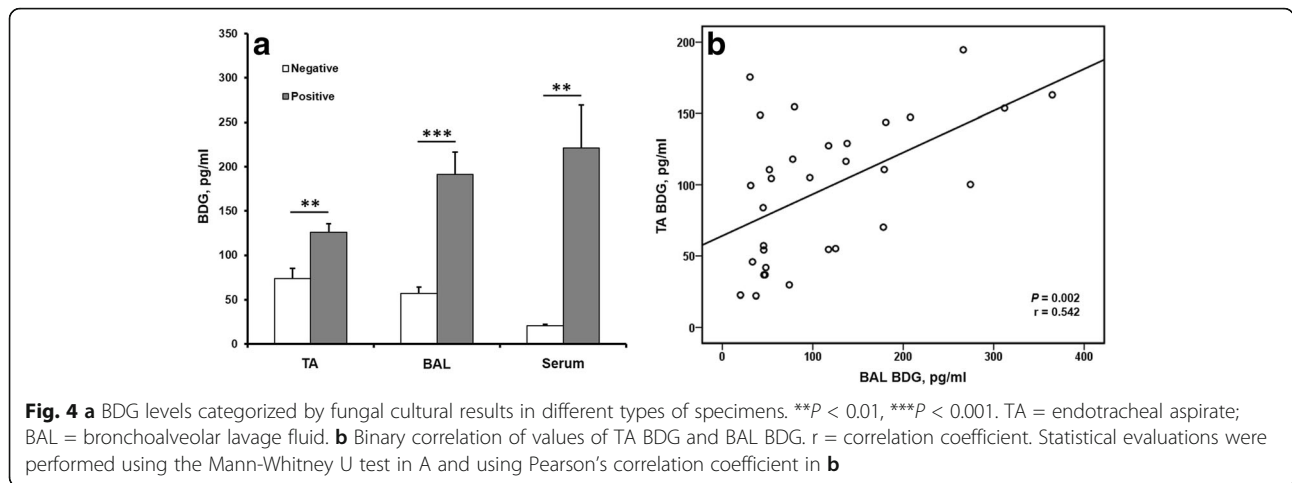 a
350
300
250
200
150
100
50
0
BDG, pg/ml
Negative
Positive
**
***
**
TA
BAL
Serum
b
200
150
100
50
0
TA BDG, pg/ml
P = 0.002
r = 0.542
0
100
200
300
400
BAL BDG, pg/ml
Fig. 4 a BDG levels categorized by fungal cultural results in different types of specimens. **P < 0.01, ***P < 0.001. TA = endotracheal aspirate;
BAL = bronchoalveolar lavage fluid. b Binary correlation of values of TA BDG and BAL BDG. r = correlation coefficient. Statistical evaluations were
performed using the Mann-Whitney U test in A and using Pearson's correlation coefficient in b